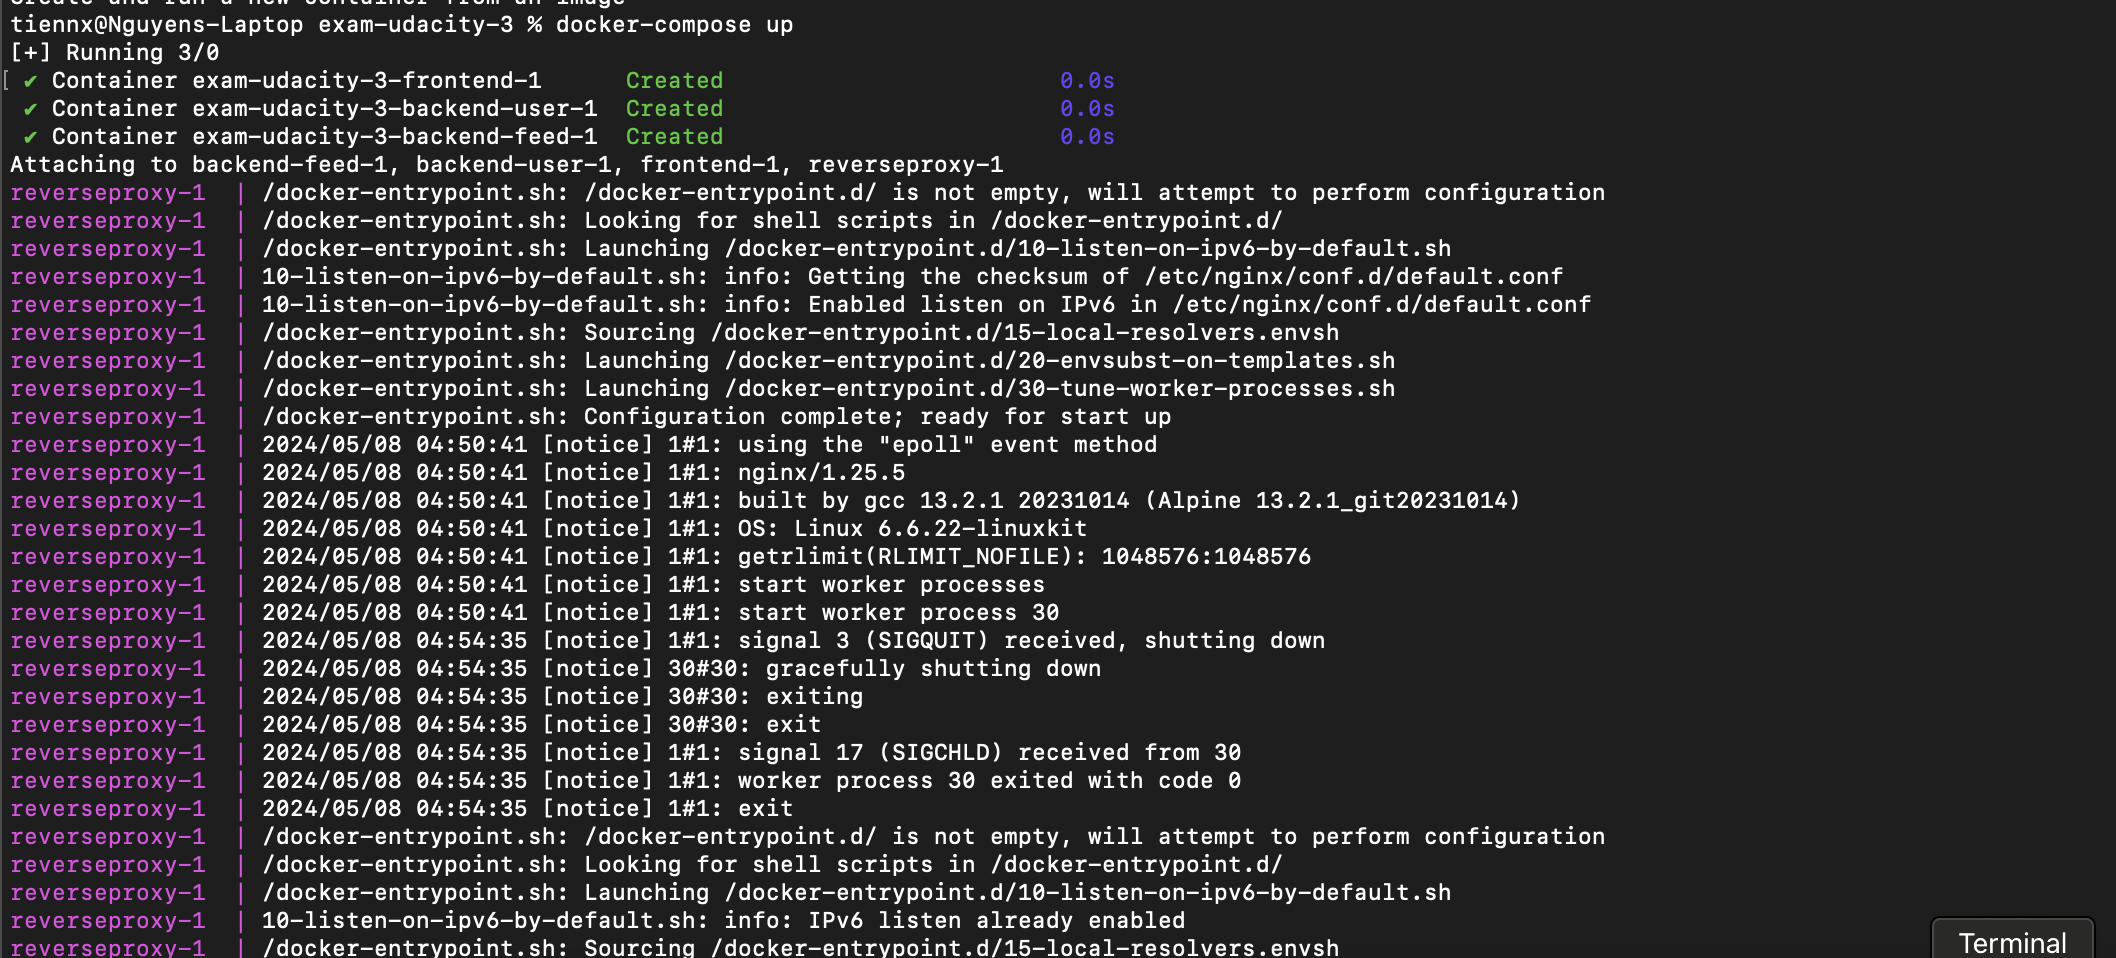 Create and run a new container from an image
tiennx@Nguyens-Laptop exam-udacity-3 % docker-compose up
[+] Running 3/0
[ ✔ Container exam-udacity-3-frontend-1 Created 0.0s
✔ Container exam-udacity-3-backend-user-1 Created 0.0s
✔ Container exam-udacity-3-backend-feed-1 Created 0.0s
Attaching to backend-feed-1, backend-user-1, frontend-1, reverseproxy-1
reverseproxy-1 | /docker-entrypoint.sh: /docker-entrypoint.d/ is not empty, will attempt to perform configuration
reverseproxy-1 | /docker-entrypoint.sh: Looking for shell scripts in /docker-entrypoint.d/
reverseproxy-1 | /docker-entrypoint.sh: Launching /docker-entrypoint.d/10-listen-on-ipv6-by-default.sh
reverseproxy-1 | 10-listen-on-ipv6-by-default.sh: info: Getting the checksum of /etc/nginx/conf.d/default.conf
reverseproxy-1 | 10-listen-on-ipv6-by-default.sh: info: Enabled listen on IPv6 in /etc/nginx/conf.d/default.conf
reverseproxy-1 | /docker-entrypoint.sh: Sourcing /docker-entrypoint.d/15-local-resolvers.envsh
reverseproxy-1 | /docker-entrypoint.sh: Launching /docker-entrypoint.d/20-envsubst-on-templates.sh
reverseproxy-1 | /docker-entrypoint.sh: Launching /docker-entrypoint.d/30-tune-worker-processes.sh
reverseproxy-1 | /docker-entrypoint.sh: Configuration complete; ready for start up
reverseproxy-1 | 2024/05/08 04:50:41 [notice] 1#1: using the "epoll" event method
reverseproxy-1 | 2024/05/08 04:50:41 [notice] 1#1: nginx/1.25.5
reverseproxy-1 | 2024/05/08 04:50:41 [notice] 1#1: built by gcc 13.2.1 20231014 (Alpine 13.2.1_git20231014)
reverseproxy-1 | 2024/05/08 04:50:41 [notice] 1#1: OS: Linux 6.6.22-linuxkit
reverseproxy-1 | 2024/05/08 04:50:41 [notice] 1#1: getrlimit(RLIMIT_NOFILE): 1048576:1048576
reverseproxy-1 | 2024/05/08 04:50:41 [notice] 1#1: start worker processes
reverseproxy-1 | 2024/05/08 04:50:41 [notice] 1#1: start worker process 30
reverseproxy-1 | 2024/05/08 04:54:35 [notice] 1#1: signal 3 (SIGQUIT) received, shutting down
reverseproxy-1 | 2024/05/08 04:54:35 [notice] 30#30: gracefully shutting down
reverseproxy-1 | 2024/05/08 04:54:35 [notice] 30#30: exiting
reverseproxy-1 | 2024/05/08 04:54:35 [notice] 30#30: exit
reverseproxy-1 | 2024/05/08 04:54:35 [notice] 1#1: signal 17 (SIGCHLD) received from 30
reverseproxy-1 | 2024/05/08 04:54:35 [notice] 1#1: worker process 30 exited with code 0
reverseproxy-1 | 2024/05/08 04:54:35 [notice] 1#1: exit
reverseproxy-1 | /docker-entrypoint.sh: /docker-entrypoint.d/ is not empty, will attempt to perform configuration
reverseproxy-1 | /docker-entrypoint.sh: Looking for shell scripts in /docker-entrypoint.d/
reverseproxy-1 | /docker-entrypoint.sh: Launching /docker-entrypoint.d/10-listen-on-ipv6-by-default.sh
reverseproxy-1 | 10-listen-on-ipv6-by-default.sh: info: IPv6 listen already enabled
reverseproxy-1 | /docker-entrypoint.sh: Sourcing /docker-entrypoint.d/15-local-resolvers.envsh
Terminal